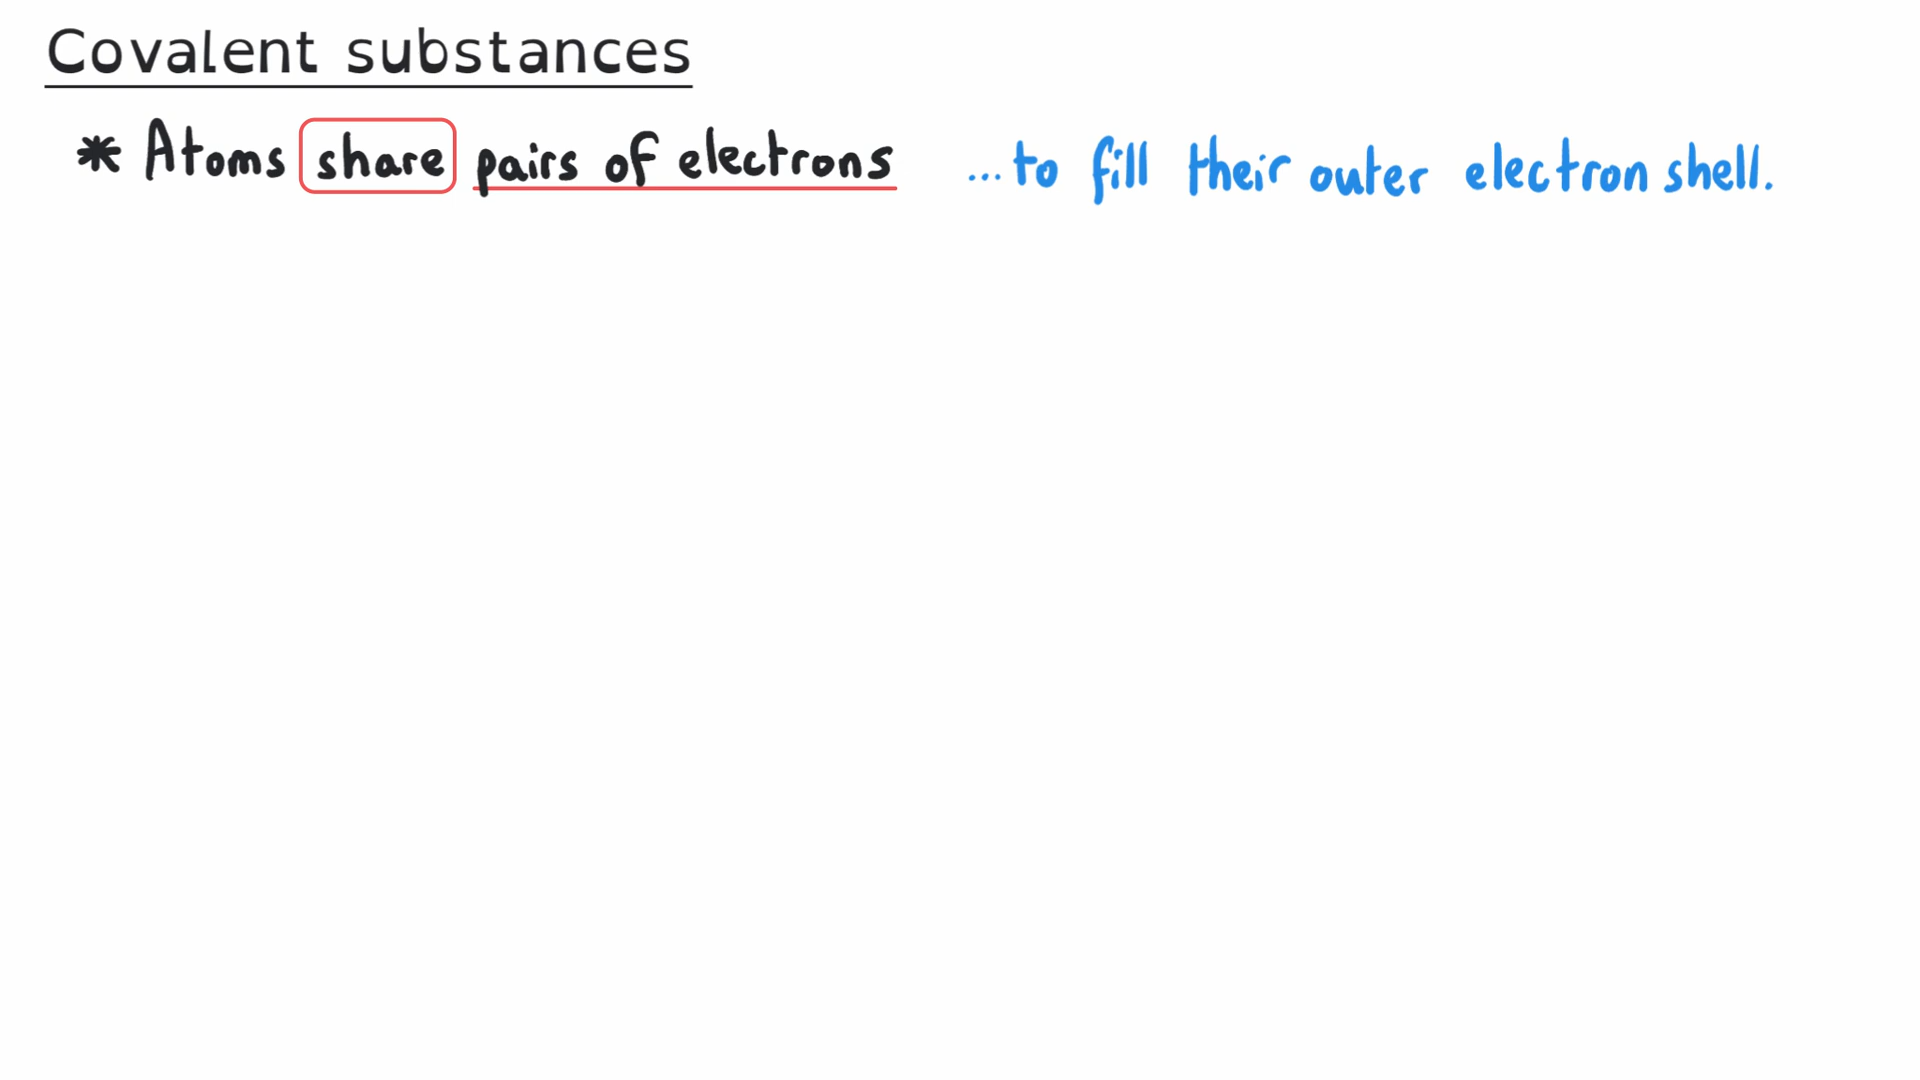 Covalent substances
* Atoms share pairs of electrons ...to fill their outer electron shell.